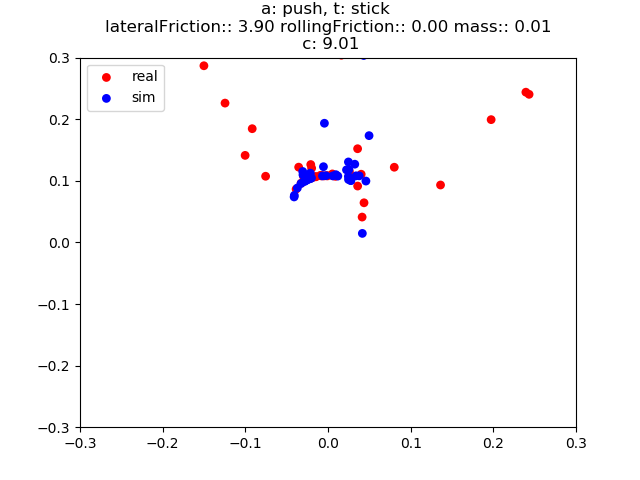 a: push, t: stick
lateralFriction:: 3.90 rollingFriction:: 0.00 mass:: 0.01
c: 9.01
real
sim
0.3
0.2
0.1
0.0
−0.1
−0.2
−0.3
−0.3
−0.2
−0.1
0.0
0.1
0.2
0.3